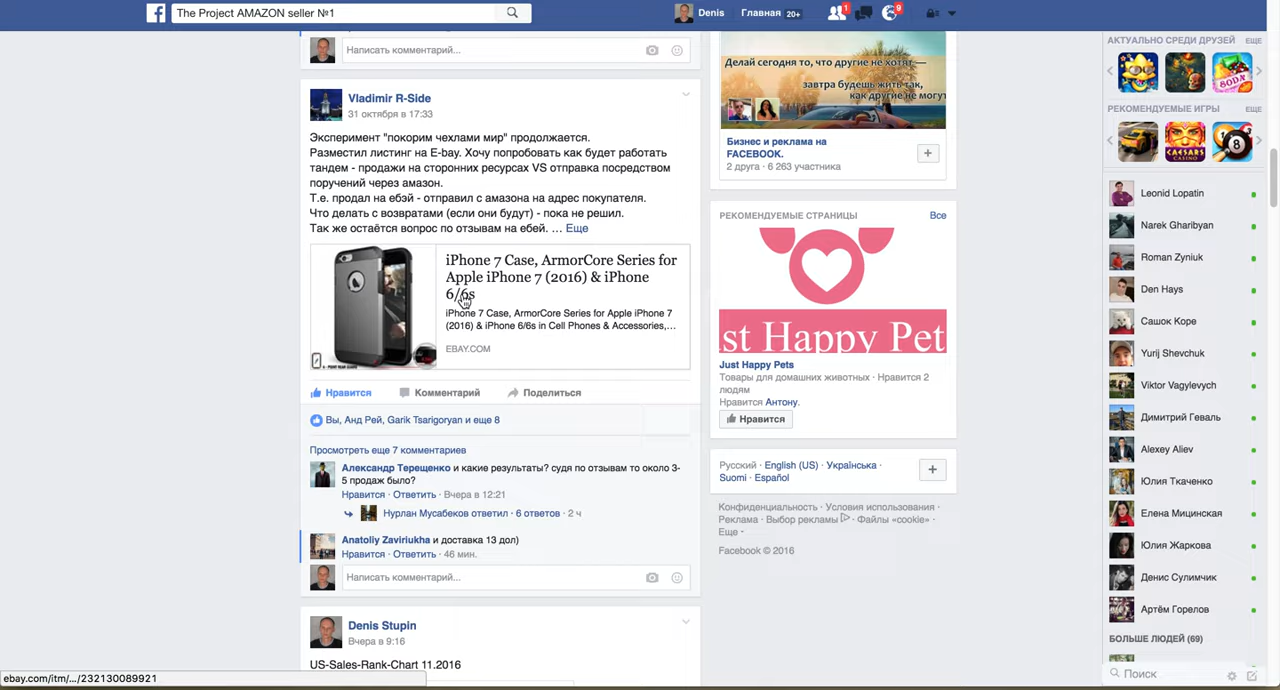 The Project AMAZON seller №1
Denis
Главная 20+
1
9
Написать комментарий...
Vladimir R-Side
31 октября в 17:33
Эксперимент "покорим чехлами мир" продолжается.
Разместил листинг на E-bay. Хочу попробовать как будет работать
тандем - продажи на сторонних ресурсах VS отправка посредством
поручений через амазон.
Т.е. продал на ебэй - отправил с амазона на адрес покупателя.
Что делать с возвратами (если они будут) - пока не решил.
Так же остаётся вопрос по отзывам на ебей. ... Еще
iPhone 7 Case, ArmorCore Series for
Apple iPhone 7 (2016) & iPhone
6/6s
iPhone 7 Case, ArmorCore Series for Apple iPhone 7
(2016) & iPhone 6/6s in Cell Phones & Accessories,...
EBAY.COM
Нравится
Комментарий
Поделиться
Вы, Анд Рей, Garik Tsarigoryan и еще 8
Просмотреть еще 7 комментариев
Александр Терещенко и какие результаты? судя по отзывам то около 3-
5 продаж было?
Нравится · Ответить · Вчера в 12:21
Нурлан Мусабеков ответил · 6 ответов · 2 ч
Anatoliy Zaviriukha и доставка 13 дол)
Нравится · Ответить · 46 мин.
Написать комментарий...
Denis Stupin
Вчера в 9:16
US-Sales-Rank-Chart 11.2016
ebay.com/itm/.../232130089921
Делай сегодня то, что другие не хотят, —
завтра будешь жить так,
как другие не могут
Бизнес и реклама на
FACEBOOK.
2 друга · 6 263 участника
РЕКОМЕНДУЕМЫЕ СТРАНИЦЫ
Все
st Happy Pet
Just Happy Pets
Товары для домашних животных · Нравится 2
людям
Нравится Антону.
Нравится
Русский · English (US) · Українська ·
Suomi · Español
Конфиденциальность · Условия использования ·
Реклама · Выбор рекламы · Файлы «cookie» ·
Еще
Facebook © 2016
АКТУАЛЬНО СРЕДИ ДРУЗЕЙ ЕЩЕ
SODA
РЕКОМЕНДУЕМЫЕ ИГРЫ ЕЩЕ
CAESARS
CASINO
8
Leonid Lopatin
Narek Gharibyan
Roman Zyniuk
Den Hays
Сашок Коре
Yurij Shevchuk
Viktor Vagylevych
Димитрий Геваль
Alexey Aliev
Юлия Ткаченко
Елена Мицинская
Юлия Жаркова
Денис Сулимчик
Артём Горелов
БОЛЬШЕ ЛЮДЕЙ (69)
Поиск